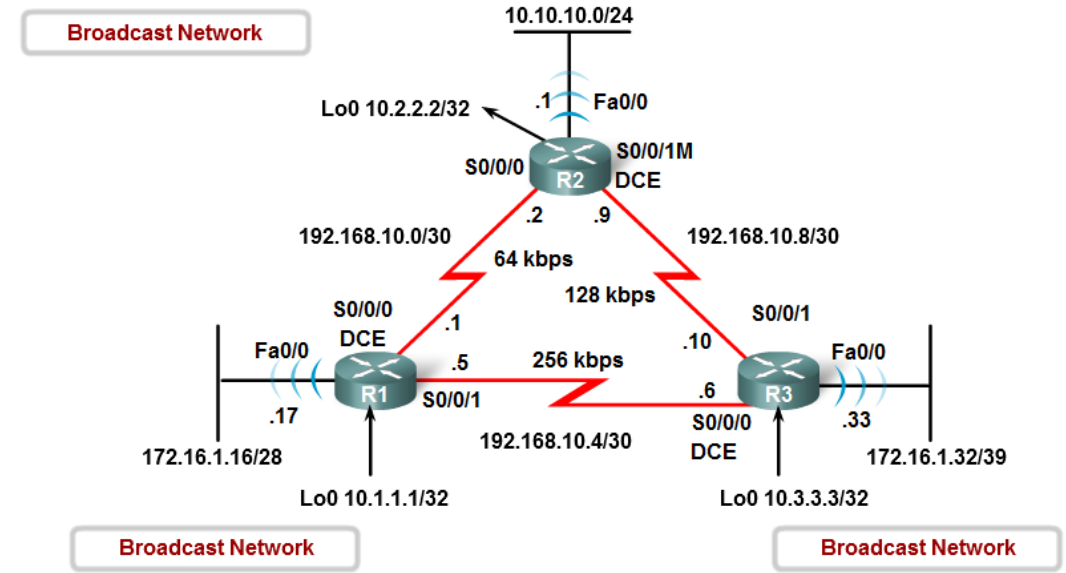 Broadcast Network
10.10.10.0/24
.1
Fa0/0
Lo0 10.2.2.2/32
S0/0/0
R2
S0/0/1M
DCE
.2
.9
192.168.10.0/30
192.168.10.8/30
64 kbps
128 kbps
S0/0/0
DCE
.1
S0/0/1
.10
Fa0/0
R1
.5
256 kbps
.6
R3
Fa0/0
.17
S0/0/1
S0/0/0
DCE
.33
172.16.1.16/28
192.168.10.4/30
172.16.1.32/39
Lo0 10.1.1.1/32
Lo0 10.3.3.3/32
Broadcast Network
Broadcast Network